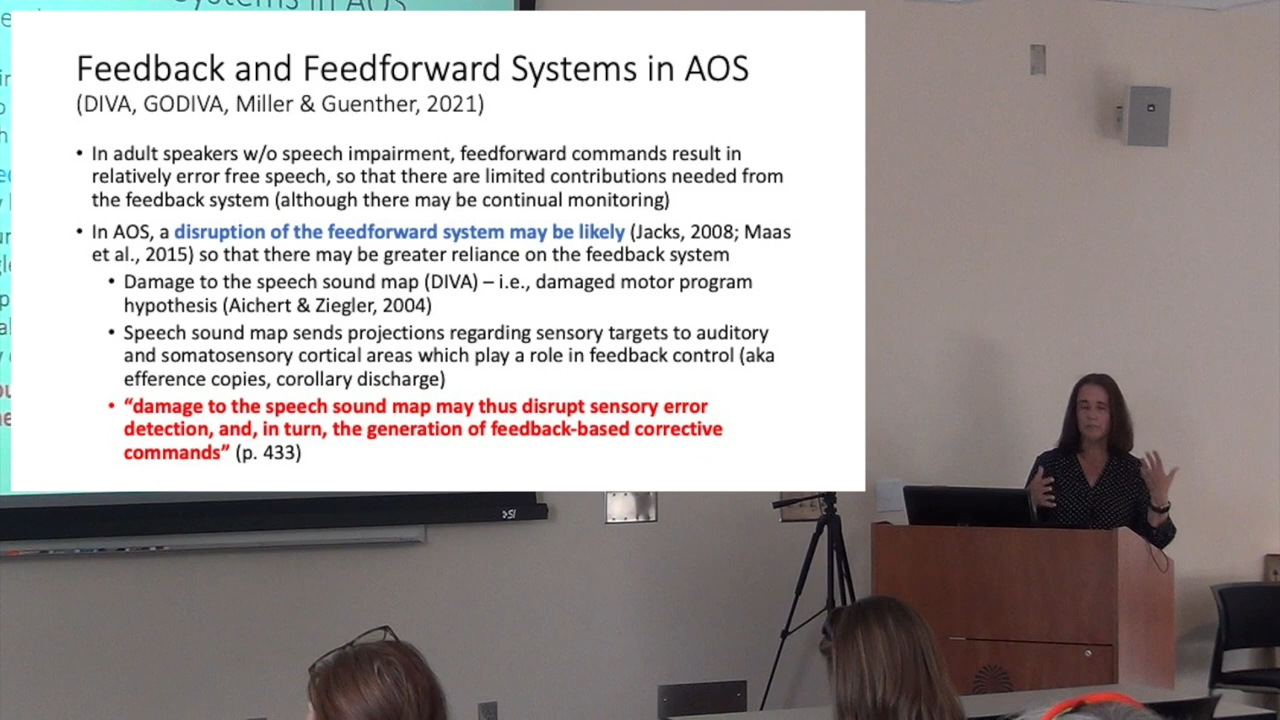 Systems in AOS
Feedback and Feedforward Systems in AOS
(DIVA, GODIVA, Miller & Guenther, 2021)
• In adult speakers w/o speech impairment, feedforward commands result in
relatively error free speech, so that there are limited contributions needed from
the feedback system (although there may be continual monitoring)
• In AOS, a disruption of the feedforward system may be likely (Jacks, 2008; Maas
et al., 2015) so that there may be greater reliance on the feedback system
• Damage to the speech sound map (DIVA) – i.e., damaged motor program
hypothesis (Aichert & Ziegler, 2004)
• Speech sound map sends projections regarding sensory targets to auditory
and somatosensory cortical areas which play a role in feedback control (aka
efference copies, corollary discharge)
• “damage to the speech sound map may thus disrupt sensory error
detection, and, in turn, the generation of feedback-based corrective
commands” (p. 433)